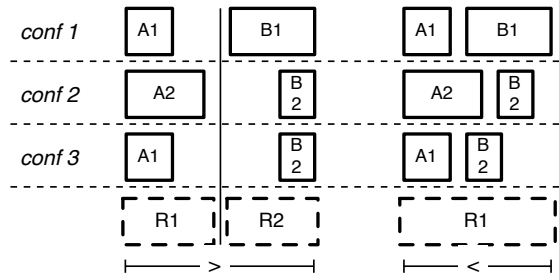 conf 1 A1 B1 A1 B1
conf 2 A2 B A2 B
2 2
conf 3 A1 B A1 B
2 2
R1 R2 R1
> <